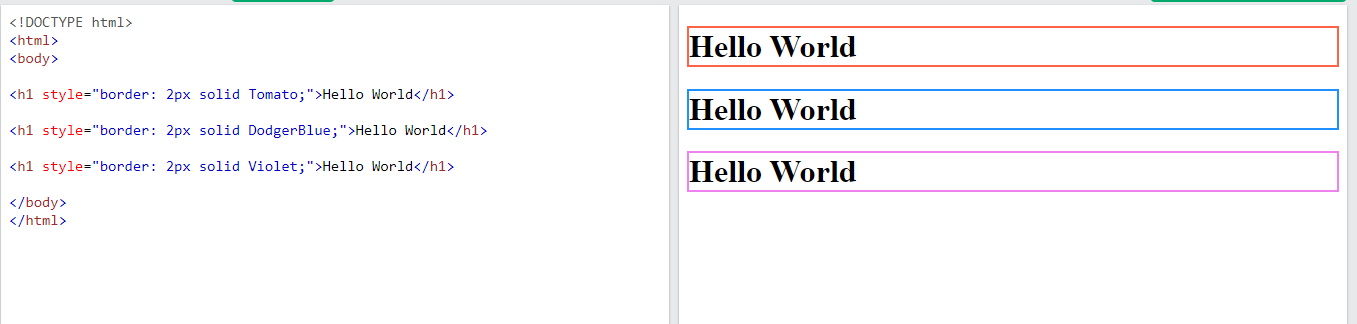 <!DOCTYPE html>
<html>
<body>
<h1 style="border: 2px solid Tomato;">Hello World</h1>
<h1 style="border: 2px solid DodgerBlue;">Hello World</h1>
<h1 style="border: 2px solid Violet;">Hello World</h1>
</body>
</html>
Hello World
Hello World
Hello World